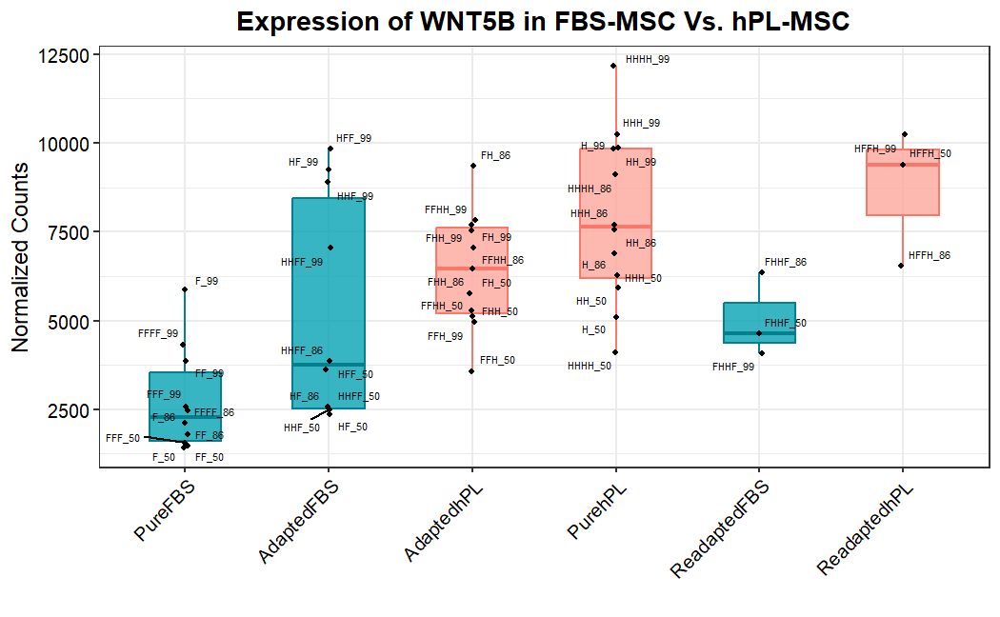 Expression of WNT5B in FBS-MSC Vs. hPL-MSC
Normalized Counts
12500
10000
7500
5000
2500
F_99
FFFF_99
FF_99
FFF_99
FFFF_86
F_86
FF_86
FFF_50
F_50
FF_50
HFF_99
HF_99
HHF_99
HHFF_99
HHFF_86
HFF_50
HF_86
HHFF_50
HHF_50
HF_50
FH_86
FFHH_99
FHH_99
FH_99
FFHH_86
FHH_86
FH_50
FFHH_50
FHH_50
FFH_99
FFH_50
HHHH_99
HHH_99
H_99
HH_99
HHHH_86
HHH_86
HH_86
H_86
HHH_50
HH_50
H_50
HHHH_50
FHHF_86
FHHF_50
FHHF_99
HFFH_99
HFFH_50
HFFH_86
PureFBS
AdaptedFBS
AdaptedhPL
PurehPL
ReadaptedFBS
ReadaptedhPL